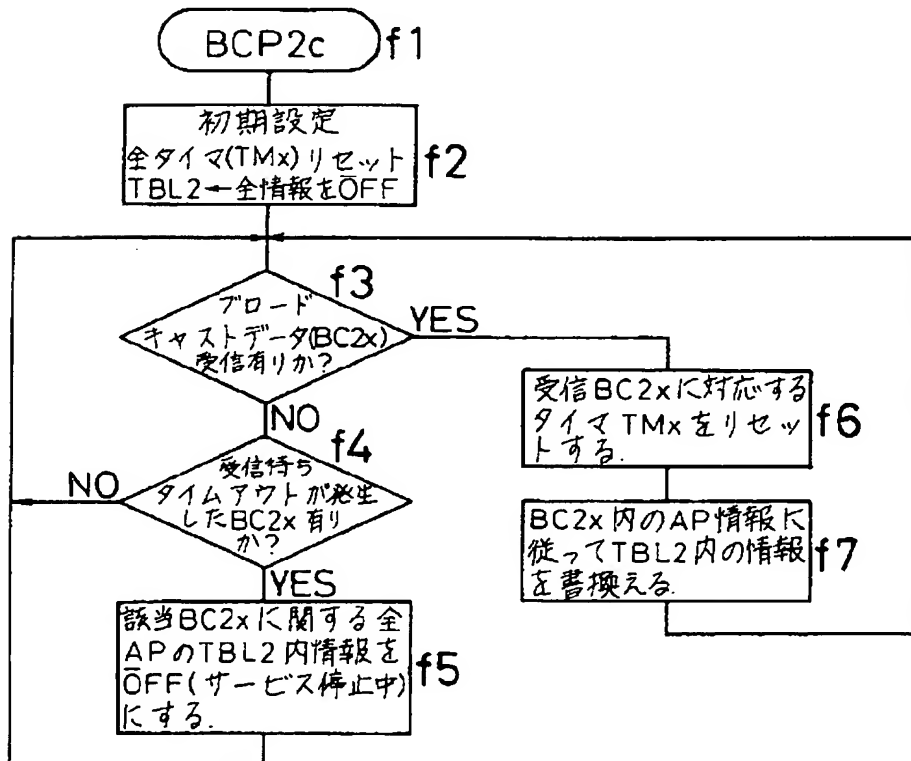 BCP2c
f1
初期設定
全タイマ(TMx)リセット
TBL2←全情報をOFF
f2
f3
ブロード
キャストデータ(BC2x)
受信有りか?
YES
NO
受信BC2xに対応する
タイマTMxをリセッ
トする.
f6
f4
受信待ち
タイムアウトが発生
したBC2x有り
か?
NO
YES
BC2x内のAP情報に
従ってTBL2内の情報
を書換える.
f7
該当BC2xに関する全
APのTBL2内情報を
OFF(サービス停止中)
にする.
f5